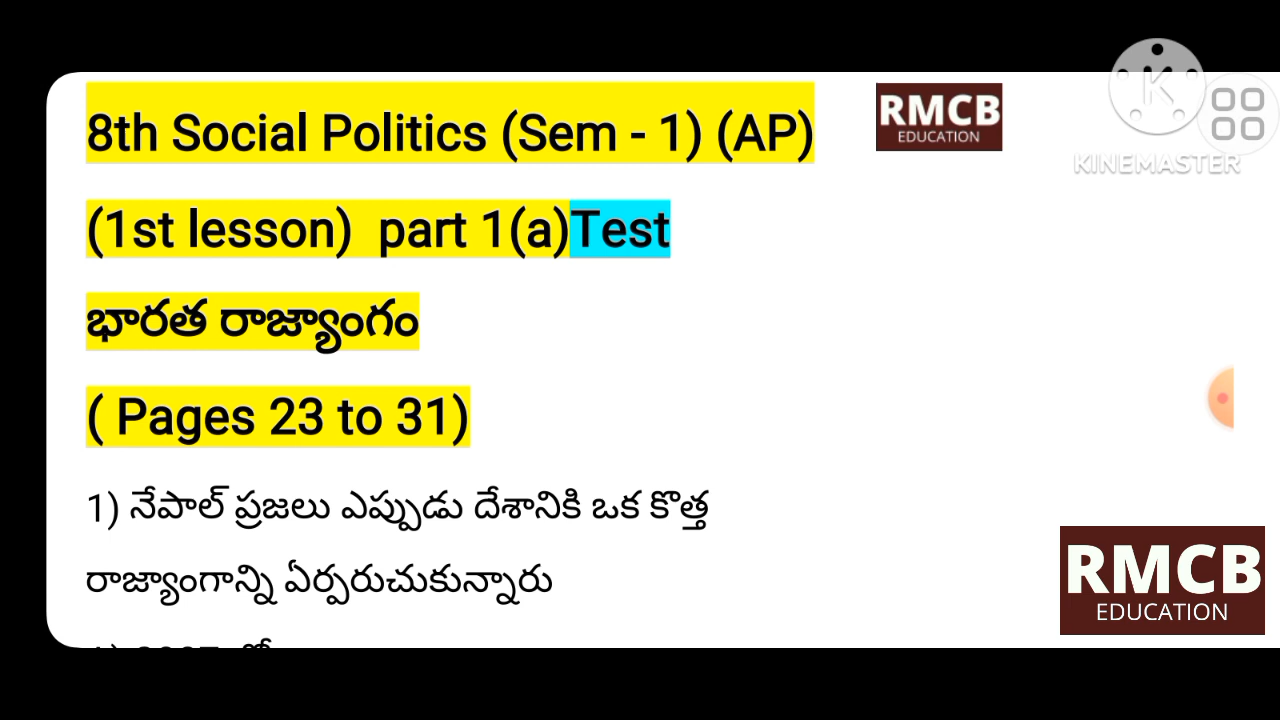 8th Social Politics (Sem - 1) (AP)
RMCB
EDUCATION
K
KINEMASTER
(1st lesson) part 1(a)Test
భారత రాజ్యాంగం
( Pages 23 to 31)
1) నేపాల్ ప్రజలు ఎప్పుడు దేశానికి ఒక కొత్త
రాజ్యాంగాన్ని ఏర్పరుచుకున్నారు
RMCB
EDUCATION